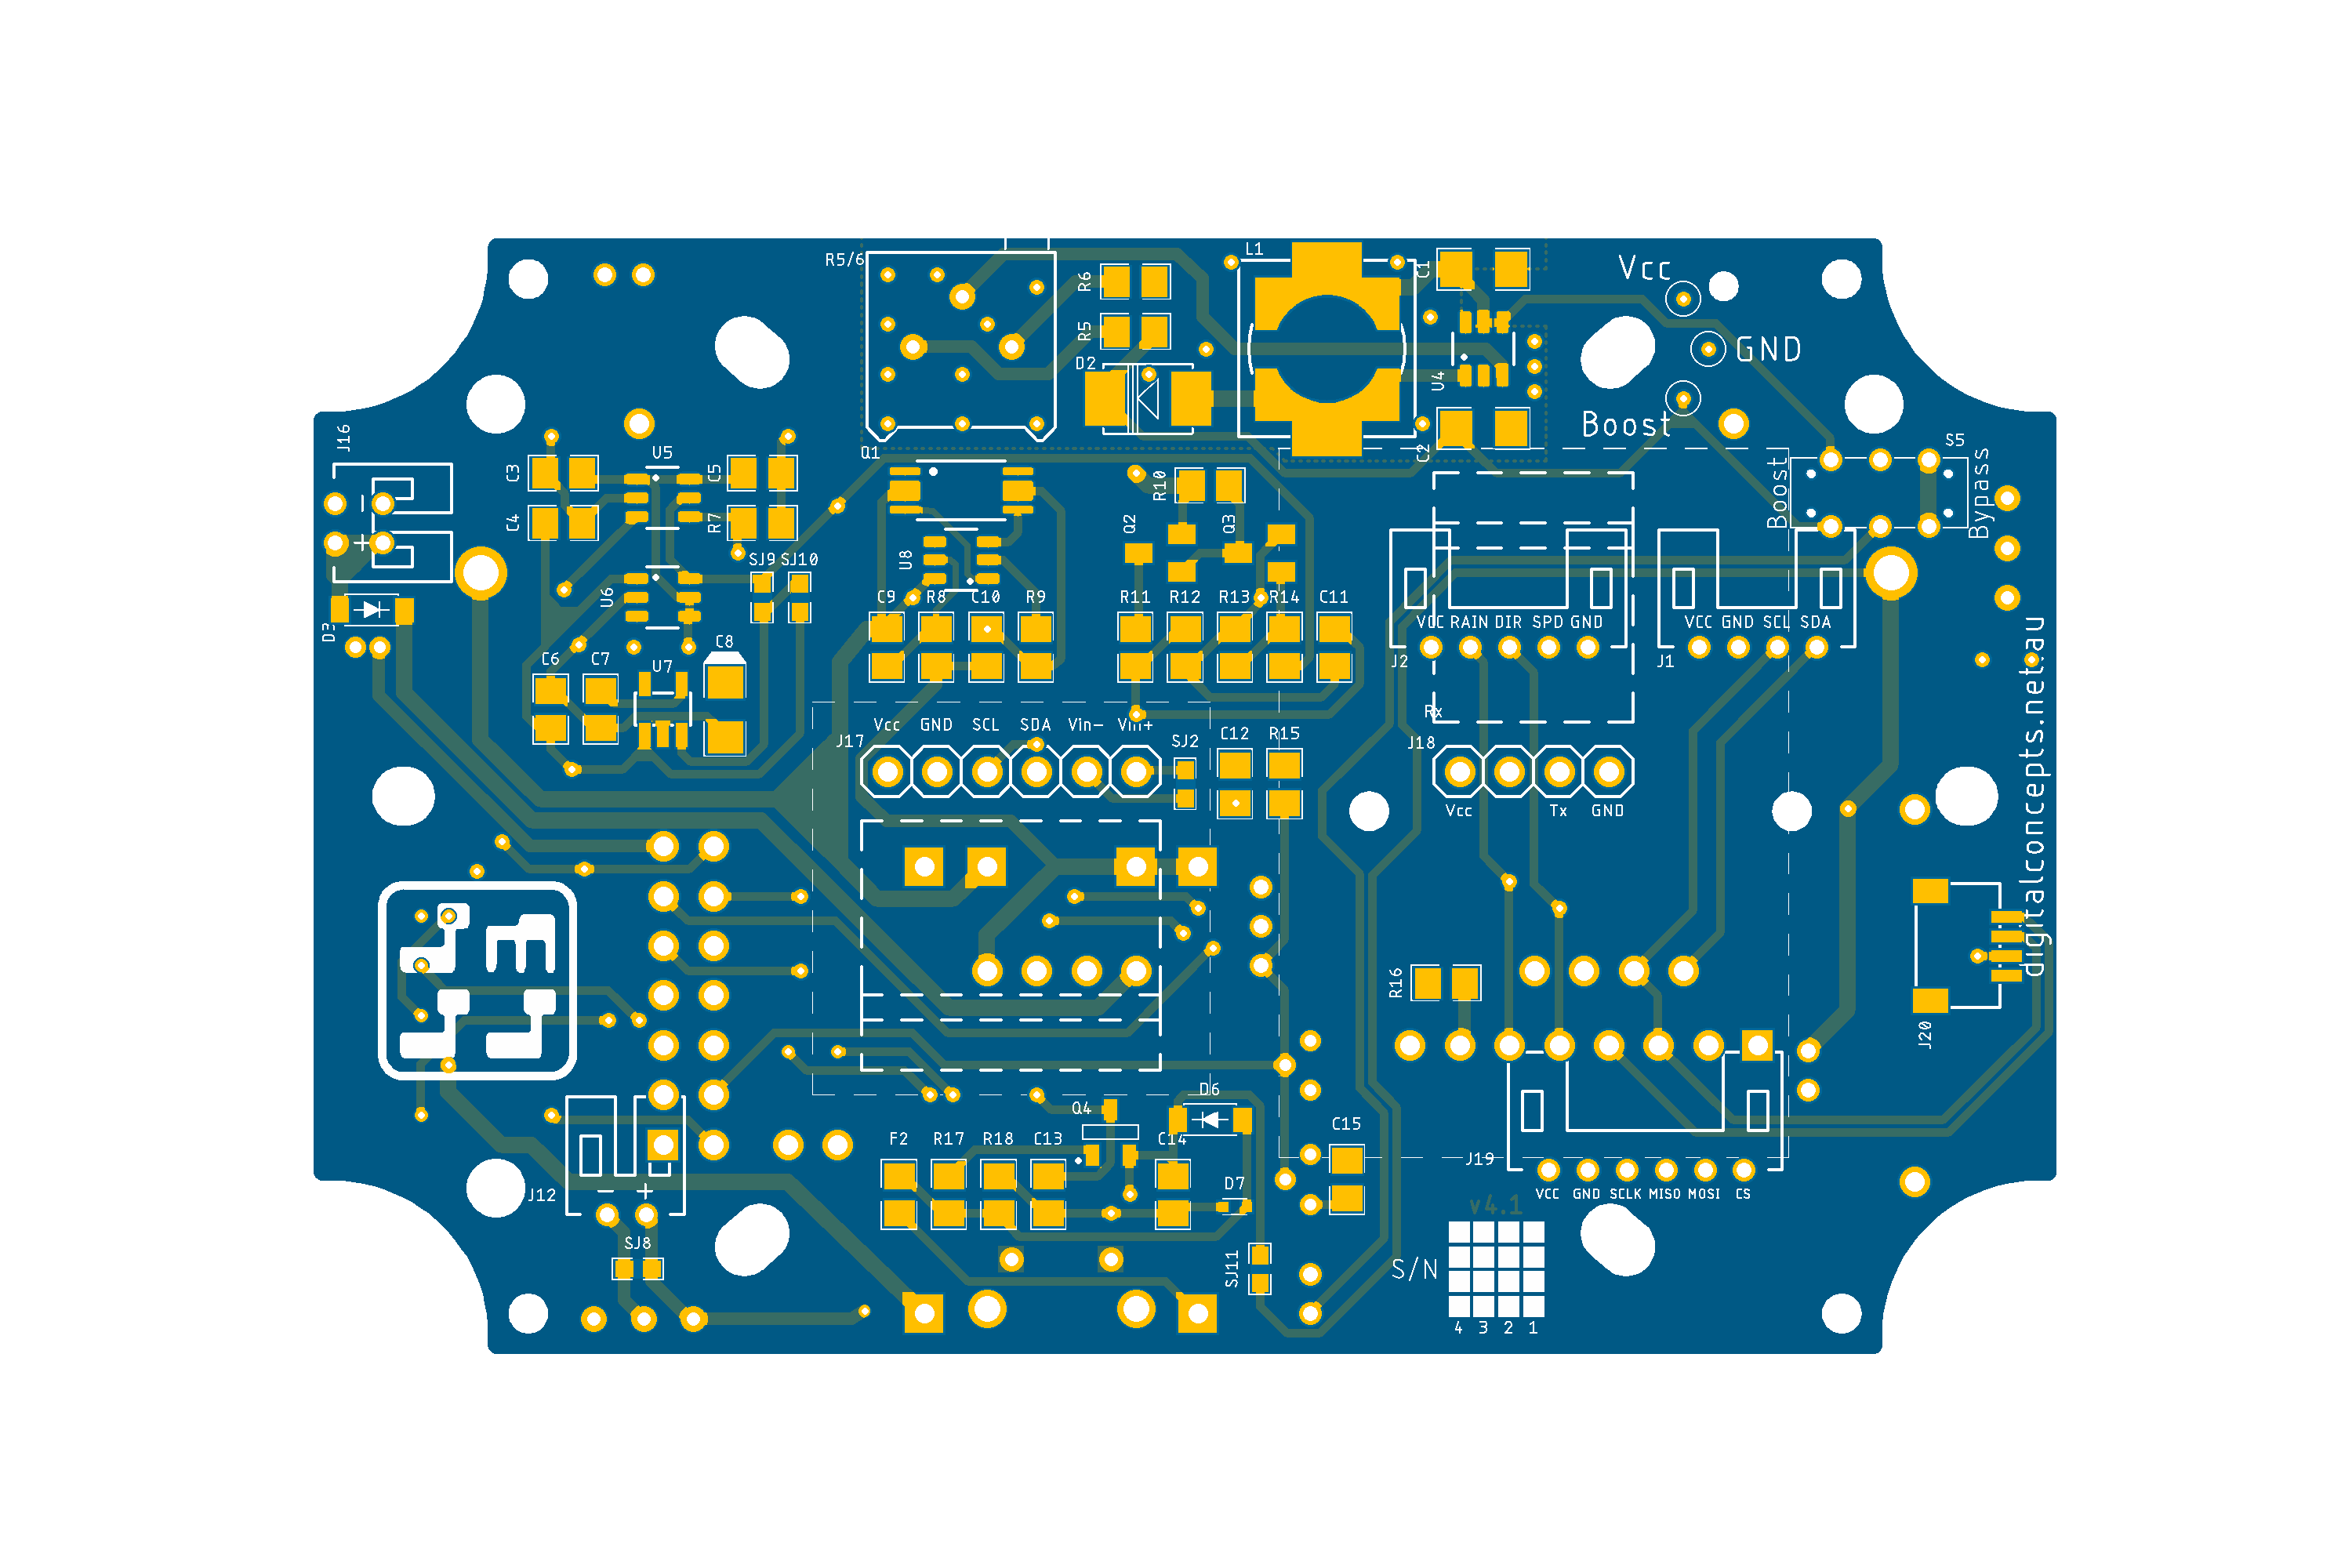 L1
R5/6
C1
Vcc
R6
R5
GND
D2
U4
Boost
J16
Q1
U5
C2
S5
C3
C5
R10
Boost
Bypass
C4
R7
Q2
Q3
U8
SJ9 SJ10
U6
C9 R8 C10 R9
R11 R12 R13 R14 C11
D3
VCC RAIN DIR SPD GND
VCC GND SCL SDA
C8
C6 C7
U7
J2
J1
digitalconcepts.net.au
Rx
Vcc GND SCL SDA Vin- Vin+
J17
SJ2
C12 R15
J18
Vcc Tx GND
R16
J20
D6
Q4
F2 R17 R18 C13 C14
C15
J19
D7
J12
- +
VCC GND SCLK MISO MOSI CS
v4.1
SJ8
SJ11
S/N
4 3 2 1